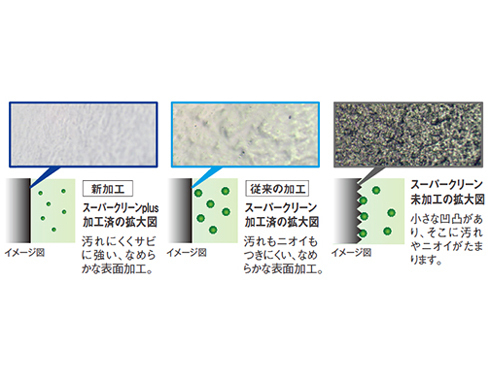 新加工
スーパークリーンplus
加工済の拡大図
汚れにくくサビ
に強い、なめら
かな表面加工。
イメージ図
従来の加工
スーパークリーン
加工済の拡大図
汚れもニオイも
つきにくい、なめ
らかな表面加工。
イメージ図
スーパークリーン
未加工の拡大図
小さな凹凸があ
り、そこに汚れ
やニオイがたま
ります。
イメージ図